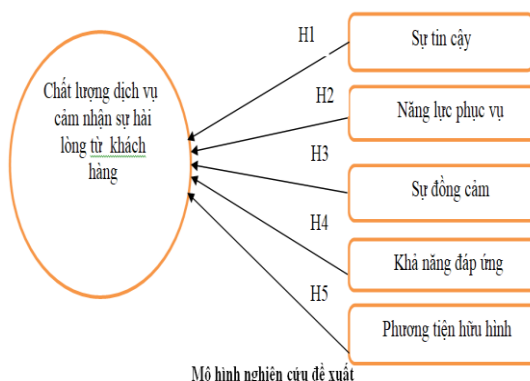 Chất lượng dịch vụ
cảm nhận sự hài
lòng từ khách
hàng
H1
Sự tin cậy
H2
Năng lực phục vụ
H3
Sự đồng cảm
H4
Khả năng đáp ứng
H5
Phương tiện hữu hình
Mô hình nghiên cứu đề xuất